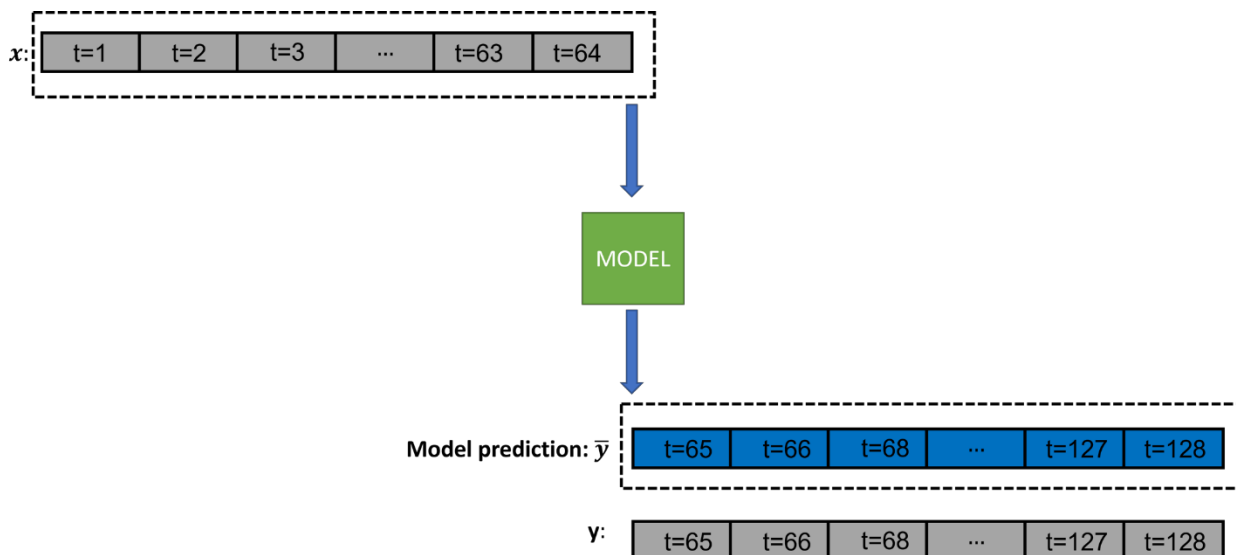 x: t=1 t=2 t=3 ... t=63 t=64
MODEL
Model prediction: y̅ t=65 t=66 t=68 ... t=127 t=128
y: t=65 t=66 t=68 ... t=127 t=128